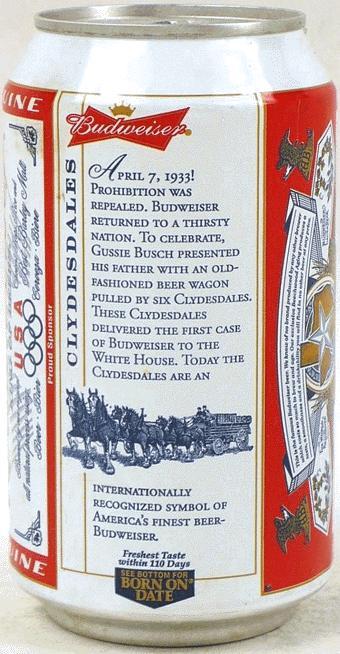 Budweiser
CLYDESDALES
APRIL 7, 1933!
PROHIBITION WAS
REPEALED. BUDWEISER
RETURNED TO A THIRSTY
NATION. TO CELEBRATE,
GUSSIE BUSCH PRESENTED
HIS FATHER WITH AN OLD-
FASHIONED BEER WAGON
PULLED BY SIX CLYDESDALES.
THESE CLYDESDALES
DELIVERED THE FIRST CASE
OF BUDWEISER TO THE
WHITE HOUSE. TODAY THE
CLYDESDALES ARE AN
INTERNATIONALLY
RECOGNIZED SYMBOL OF
AMERICA'S FINEST BEER-
BUDWEISER.
Freshest Taste
within 110 Days
SEE BOTTOM FOR
BORN ON®
DATE
UINE
USA
Proud Sponsor
UINE